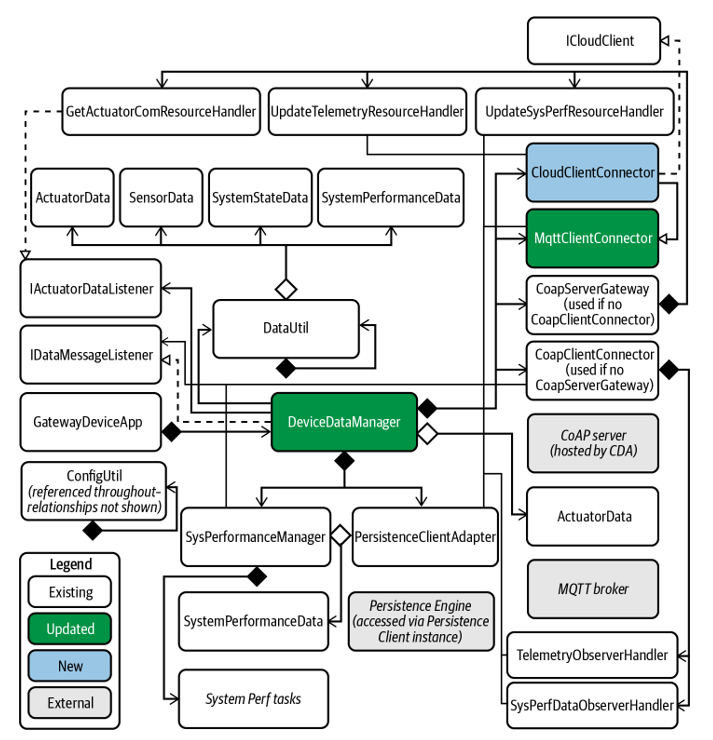 ICloudClient
GetActuatorComResourceHandler
UpdateTelemetryResourceHandler
UpdateSysPerfResourceHandler
CloudClientConnector
ActuatorData
SensorData
SystemStateData
SystemPerformanceData
MqttClientConnector
IActuatorDataListener
CoapServerGateway
(used if no
CoapClientConnector)
DataUtil
IDataMessageListener
CoapClientConnector
(used if no
CoapServerGateway)
GatewayDeviceApp
DeviceDataManager
CoAP server
(hosted by CDA)
ConfigUtil
(referenced throughout–
relationships not shown)
ActuatorData
SysPerformanceManager
PersistenceClientAdapter
Legend
Existing
Updated
New
External
SystemPerformanceData
Persistence Engine
(accessed via Persistence
Client instance)
MQTT broker
TelemetryObserverHandler
System Perf tasks
SysPerfDataObserverHandler